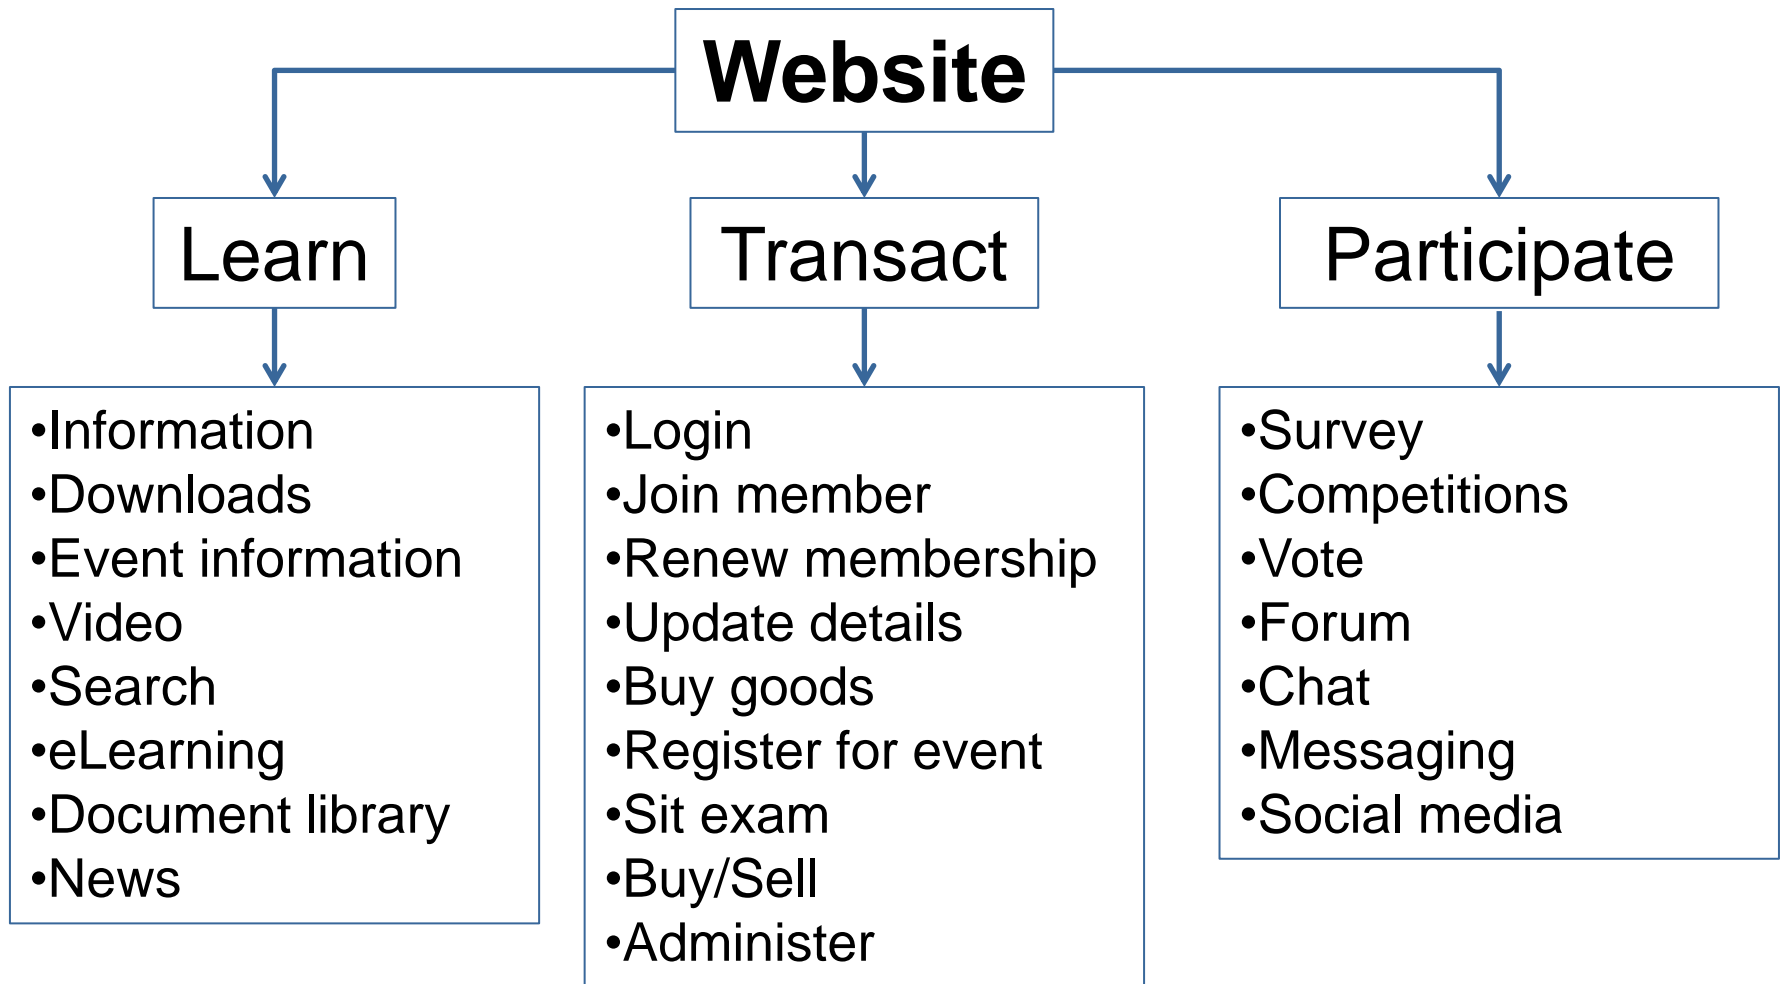 Website
Learn
Transact
Participate
•Information
•Downloads
•Event information
•Video
•Search
•eLearning
•Document library
•News
•Login
•Join member
•Renew membership
•Update details
•Buy goods
•Register for event
•Sit exam
•Buy/Sell
•Administer
•Survey
•Competitions
•Vote
•Forum
•Chat
•Messaging
•Social media